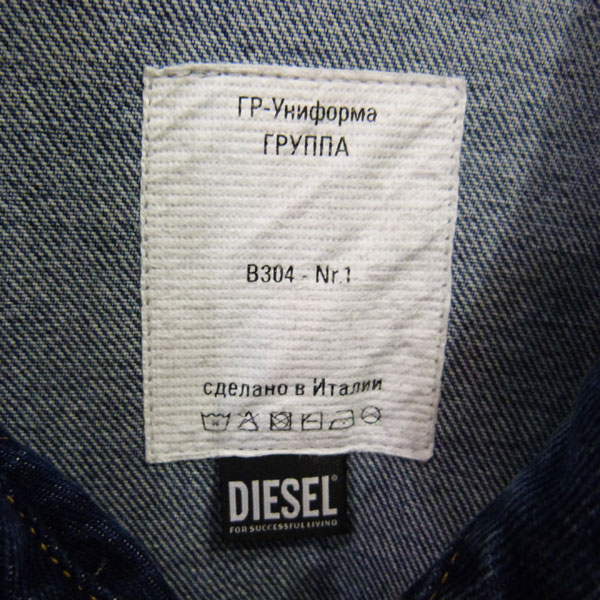 ГР-Униформа
ГРУППА
B304 - Nr.1
сделано в Италии
DIESEL
FOR SUCCESSFUL LIVING